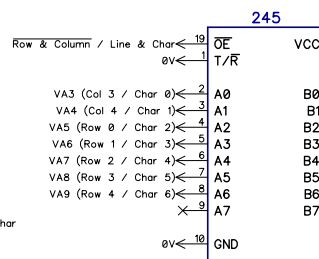 245
Row & Column / Line & Char 19 OE VCC
0V 1 T/R
VA3 (Col 3 / Char 0) 2 A0 B0
VA4 (Col 4 / Char 1) 3 A1 B1
VA5 (Row 0 / Char 2) 4 A2 B2
VA6 (Row 1 / Char 3) 5 A3 B3
VA7 (Row 2 / Char 4) 6 A4 B4
VA8 (Row 3 / Char 5) 7 A5 B5
VA9 (Row 4 / Char 6) 8 A6 B6
9 A7 B7
har
0V 10 GND